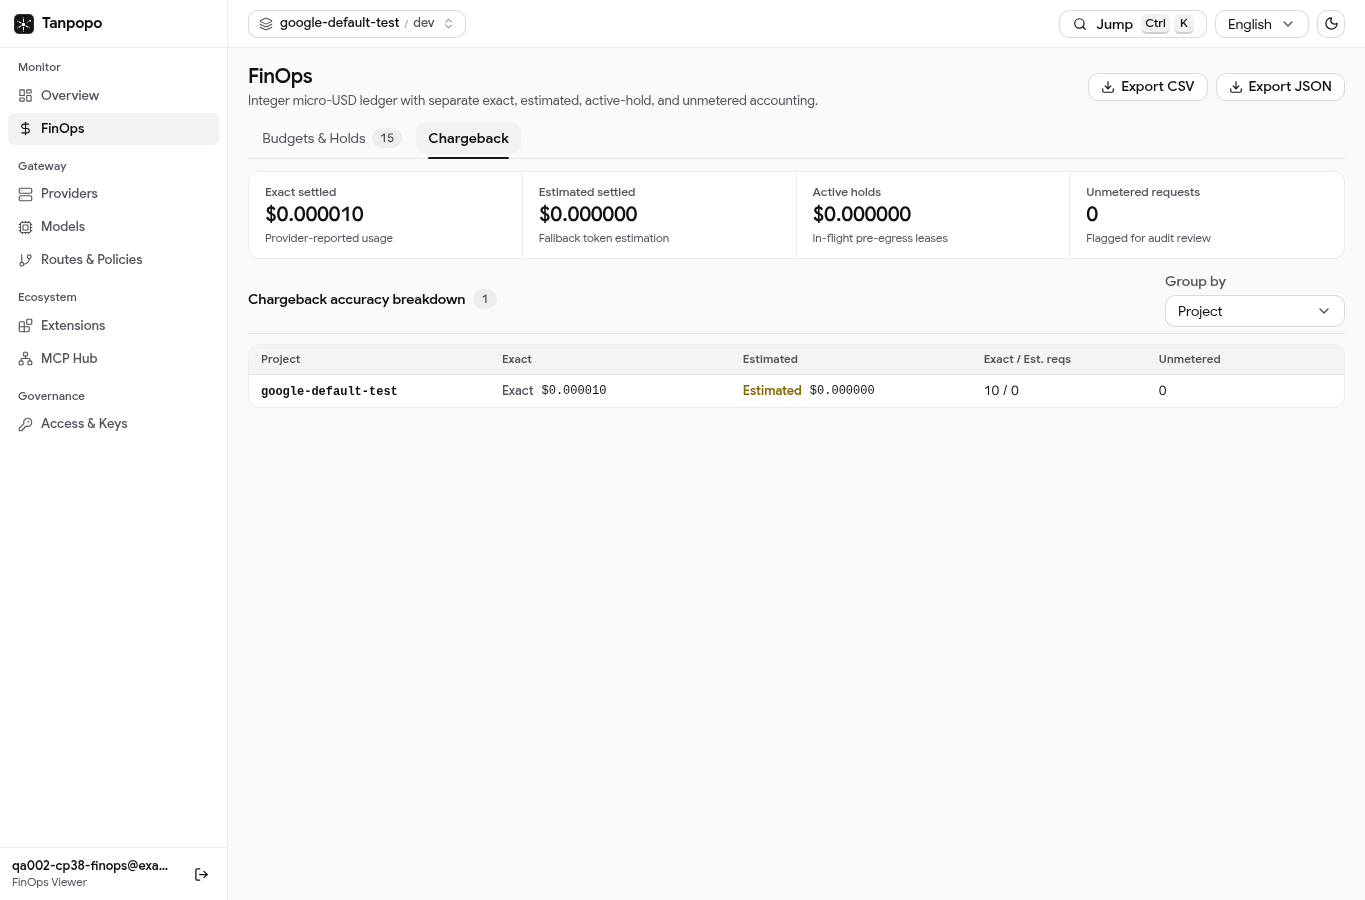 Tanpopo
google-default-test / dev
Jump Ctrl K
English
Monitor
Overview
FinOps
Gateway
Providers
Models
Routes & Policies
Ecosystem
Extensions
MCP Hub
Governance
Access & Keys
qa002-cp38-finops@exa...
FinOps Viewer
FinOps
Integer micro-USD ledger with separate exact, estimated, active-hold, and unmetered accounting.
Export CSV
Export JSON
Budgets & Holds 15
Chargeback
Exact settled
$0.000010
Provider-reported usage
Estimated settled
$0.000000
Fallback token estimation
Active holds
$0.000000
In-flight pre-egress leases
Unmetered requests
0
Flagged for audit review
Chargeback accuracy breakdown 1
Group by
Project
Project Exact Estimated Exact / Est. reqs Unmetered
google-default-test Exact $0.000010 Estimated $0.000000 10 / 0 0